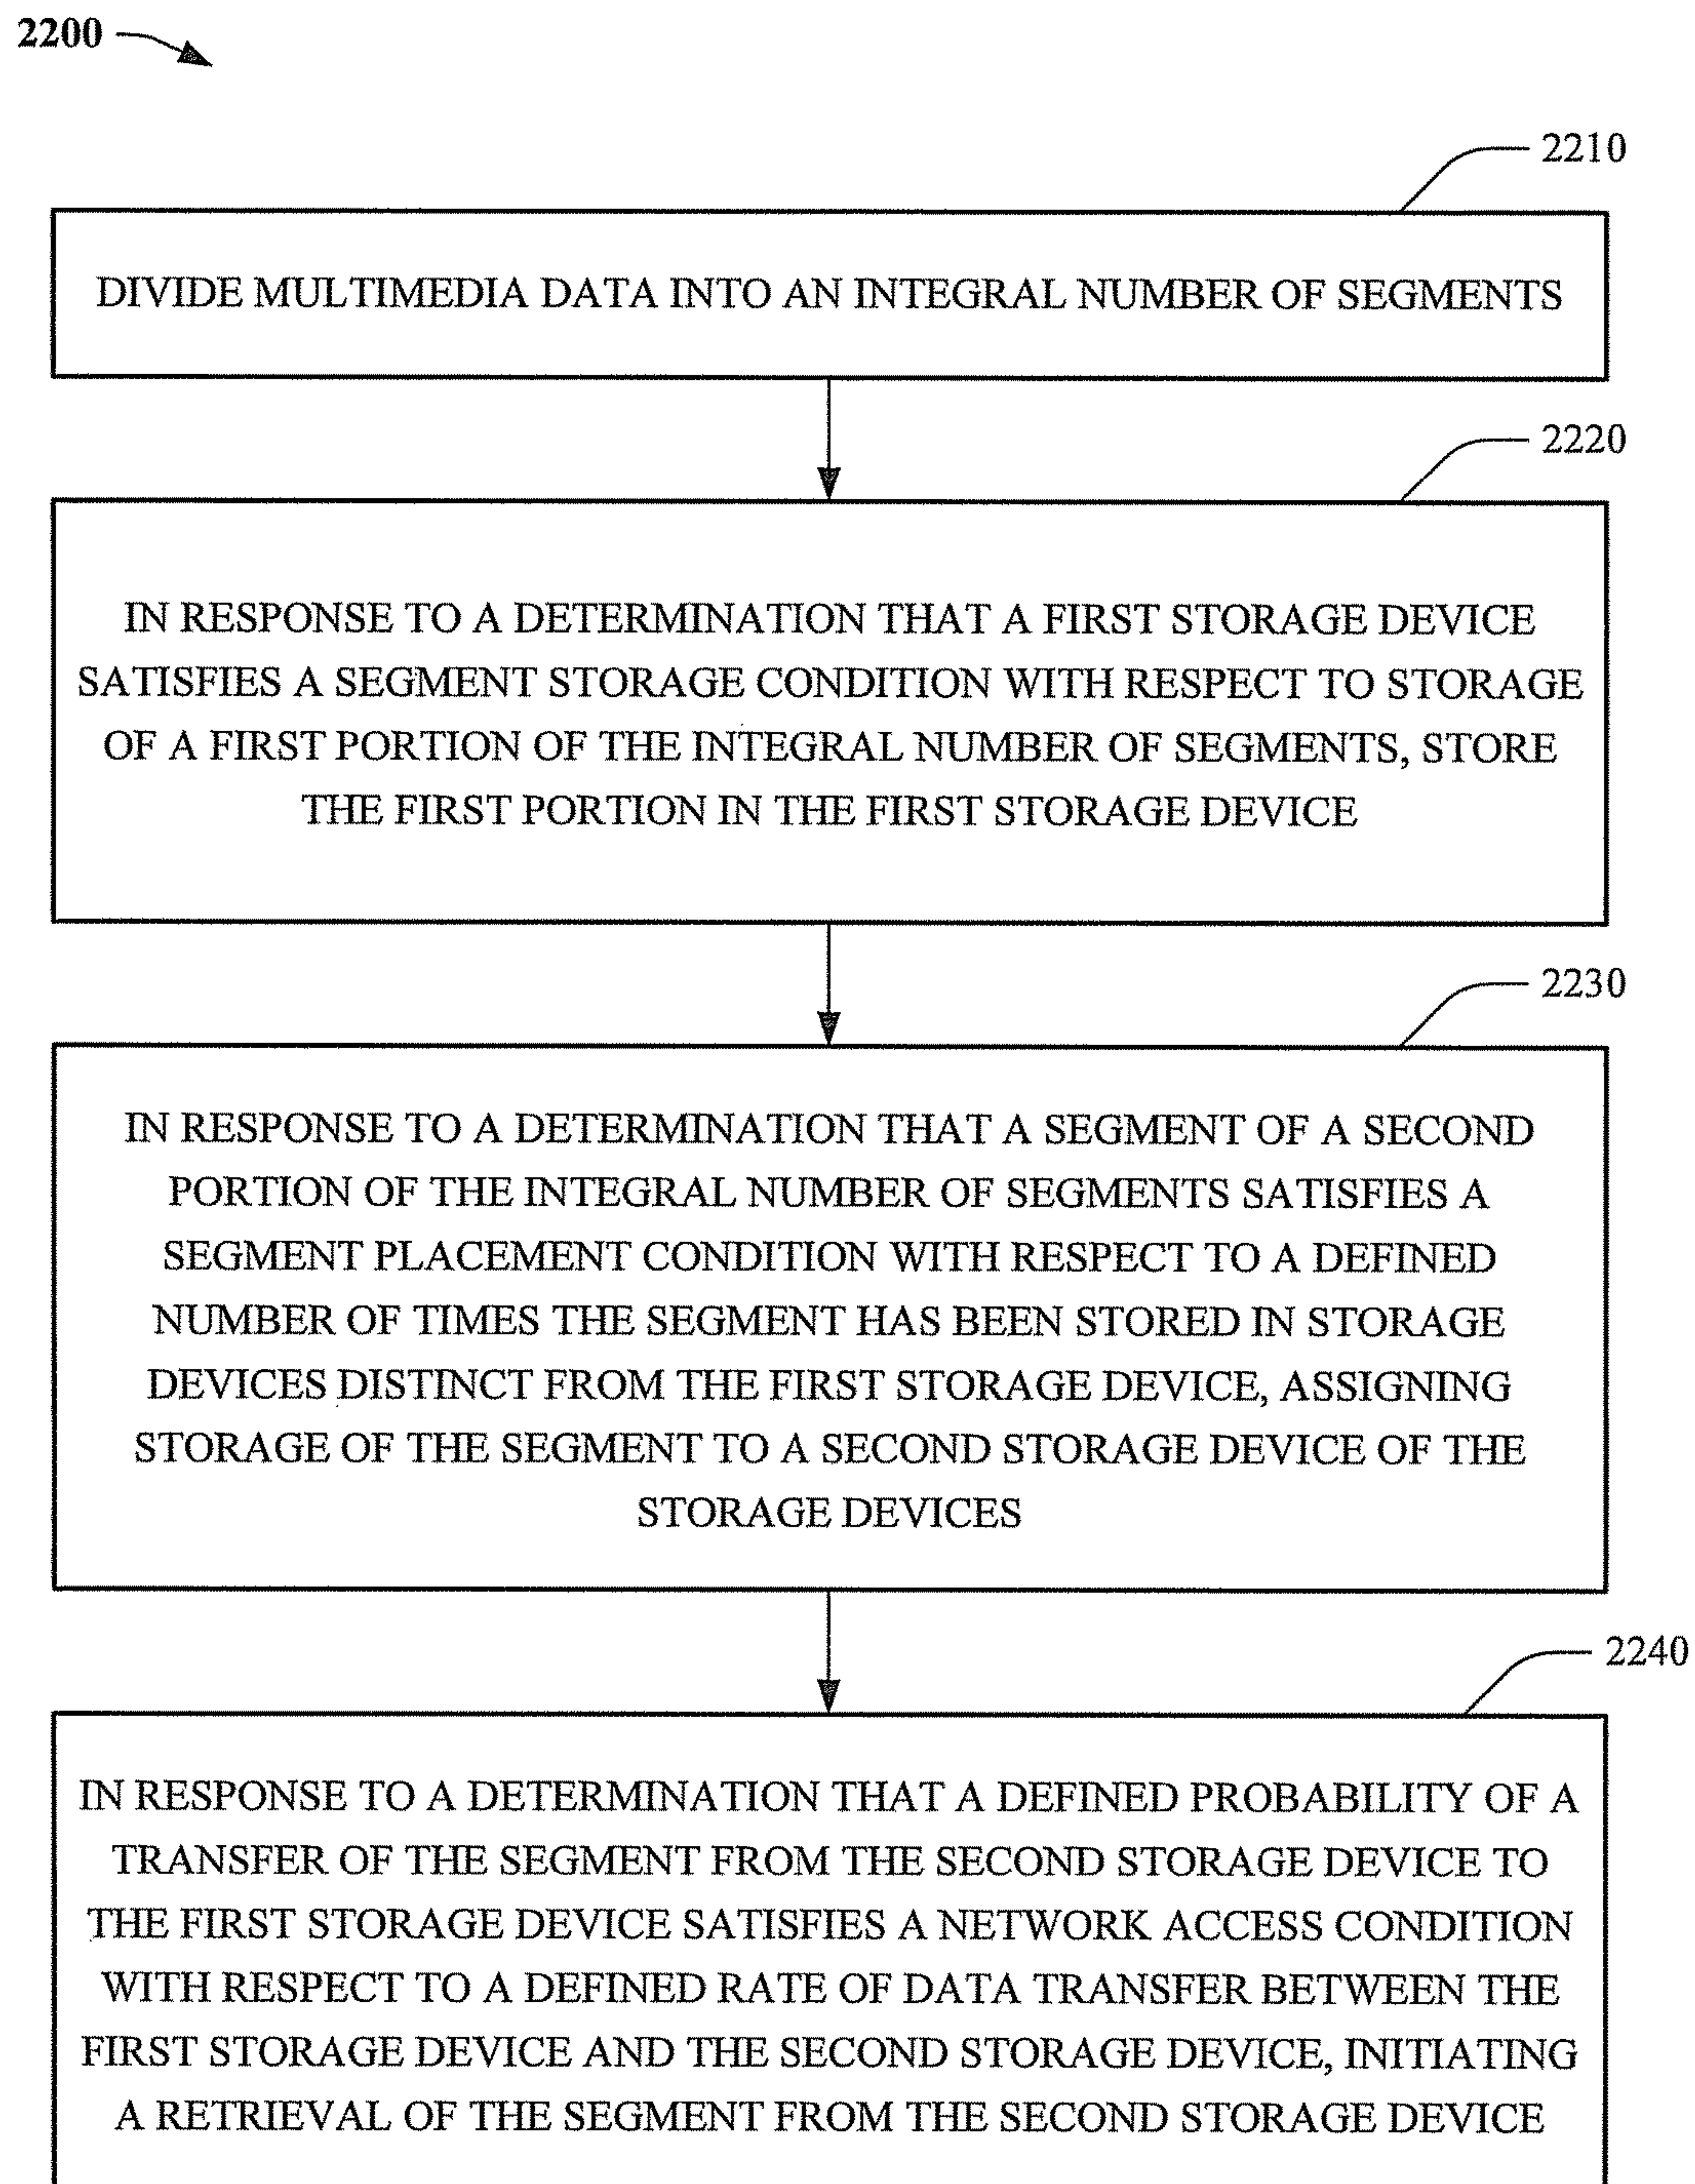 2200
2210
DIVIDE MULTIMEDIA DATA INTO AN INTEGRAL NUMBER OF SEGMENTS
2220
IN RESPONSE TO A DETERMINATION THAT A FIRST STORAGE DEVICE
SATISFIES A SEGMENT STORAGE CONDITION WITH RESPECT TO STORAGE
OF A FIRST PORTION OF THE INTEGRAL NUMBER OF SEGMENTS, STORE
THE FIRST PORTION IN THE FIRST STORAGE DEVICE
2230
IN RESPONSE TO A DETERMINATION THAT A SEGMENT OF A SECOND
PORTION OF THE INTEGRAL NUMBER OF SEGMENTS SATISFIES A
SEGMENT PLACEMENT CONDITION WITH RESPECT TO A DEFINED
NUMBER OF TIMES THE SEGMENT HAS BEEN STORED IN STORAGE
DEVICES DISTINCT FROM THE FIRST STORAGE DEVICE, ASSIGNING
STORAGE OF THE SEGMENT TO A SECOND STORAGE DEVICE OF THE
STORAGE DEVICES
2240
IN RESPONSE TO A DETERMINATION THAT A DEFINED PROBABILITY OF A
TRANSFER OF THE SEGMENT FROM THE SECOND STORAGE DEVICE TO
THE FIRST STORAGE DEVICE SATISFIES A NETWORK ACCESS CONDITION
WITH RESPECT TO A DEFINED RATE OF DATA TRANSFER BETWEEN THE
FIRST STORAGE DEVICE AND THE SECOND STORAGE DEVICE, INITIATING
A RETRIEVAL OF THE SEGMENT FROM THE SECOND STORAGE DEVICE